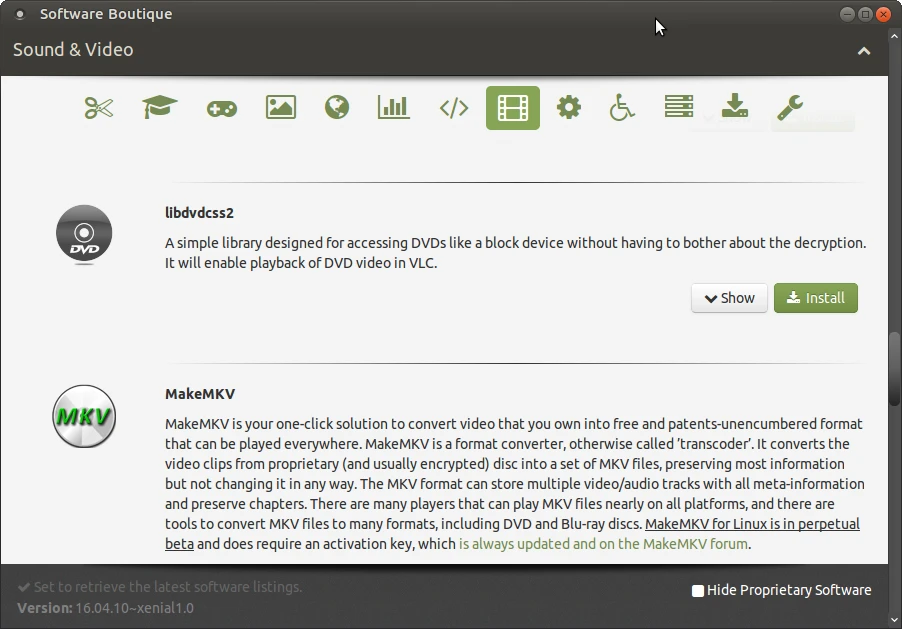 Software Boutique
Sound & Video
libdvdcss2
A simple library designed for accessing DVDs like a block device without having to bother about the decryption.
It will enable playback of DVD video in VLC.
DVD
Show
Install
MakeMKV
MKV
MakeMKV is your one-click solution to convert video that you own into free and patents-unencumbered format
that can be played everywhere. MakeMKV is a format converter, otherwise called 'transcoder'. It converts the
video clips from proprietary (and usually encrypted) disc into a set of MKV files, preserving most information
but not changing it in any way. The MKV format can store multiple video/audio tracks with all meta-information
and preserve chapters. There are many players that can play MKV files nearly on all platforms, and there are
tools to convert MKV files to many formats, including DVD and Blu-ray discs. MakeMKV for Linux is in perpetual
beta and does require an activation key, which is always updated and on the MakeMKV forum.
Set to retrieve the latest software listings.
Hide Proprietary Software
Version: 16.04.10~xenial1.0